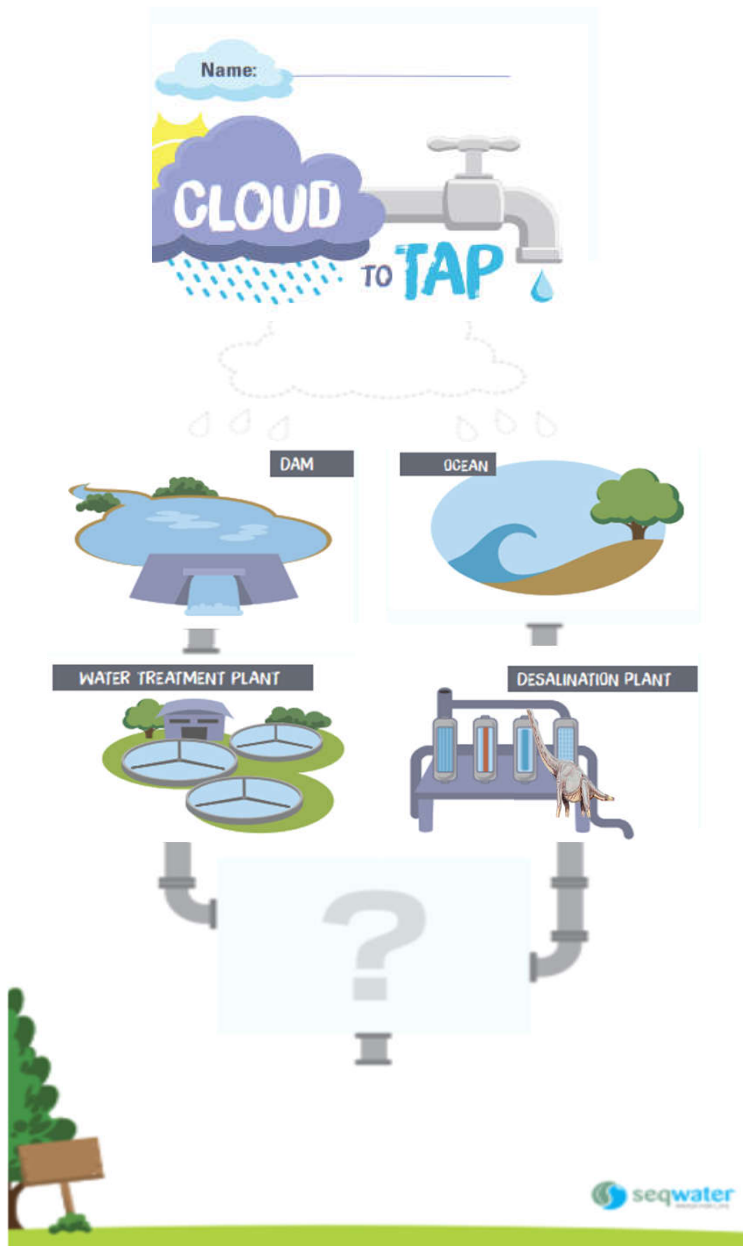 Name:
CLOUD
TO TAP
DAM
OCEAN
WATER TREATMENT PLANT
DESALINATION PLANT
?
seqwater